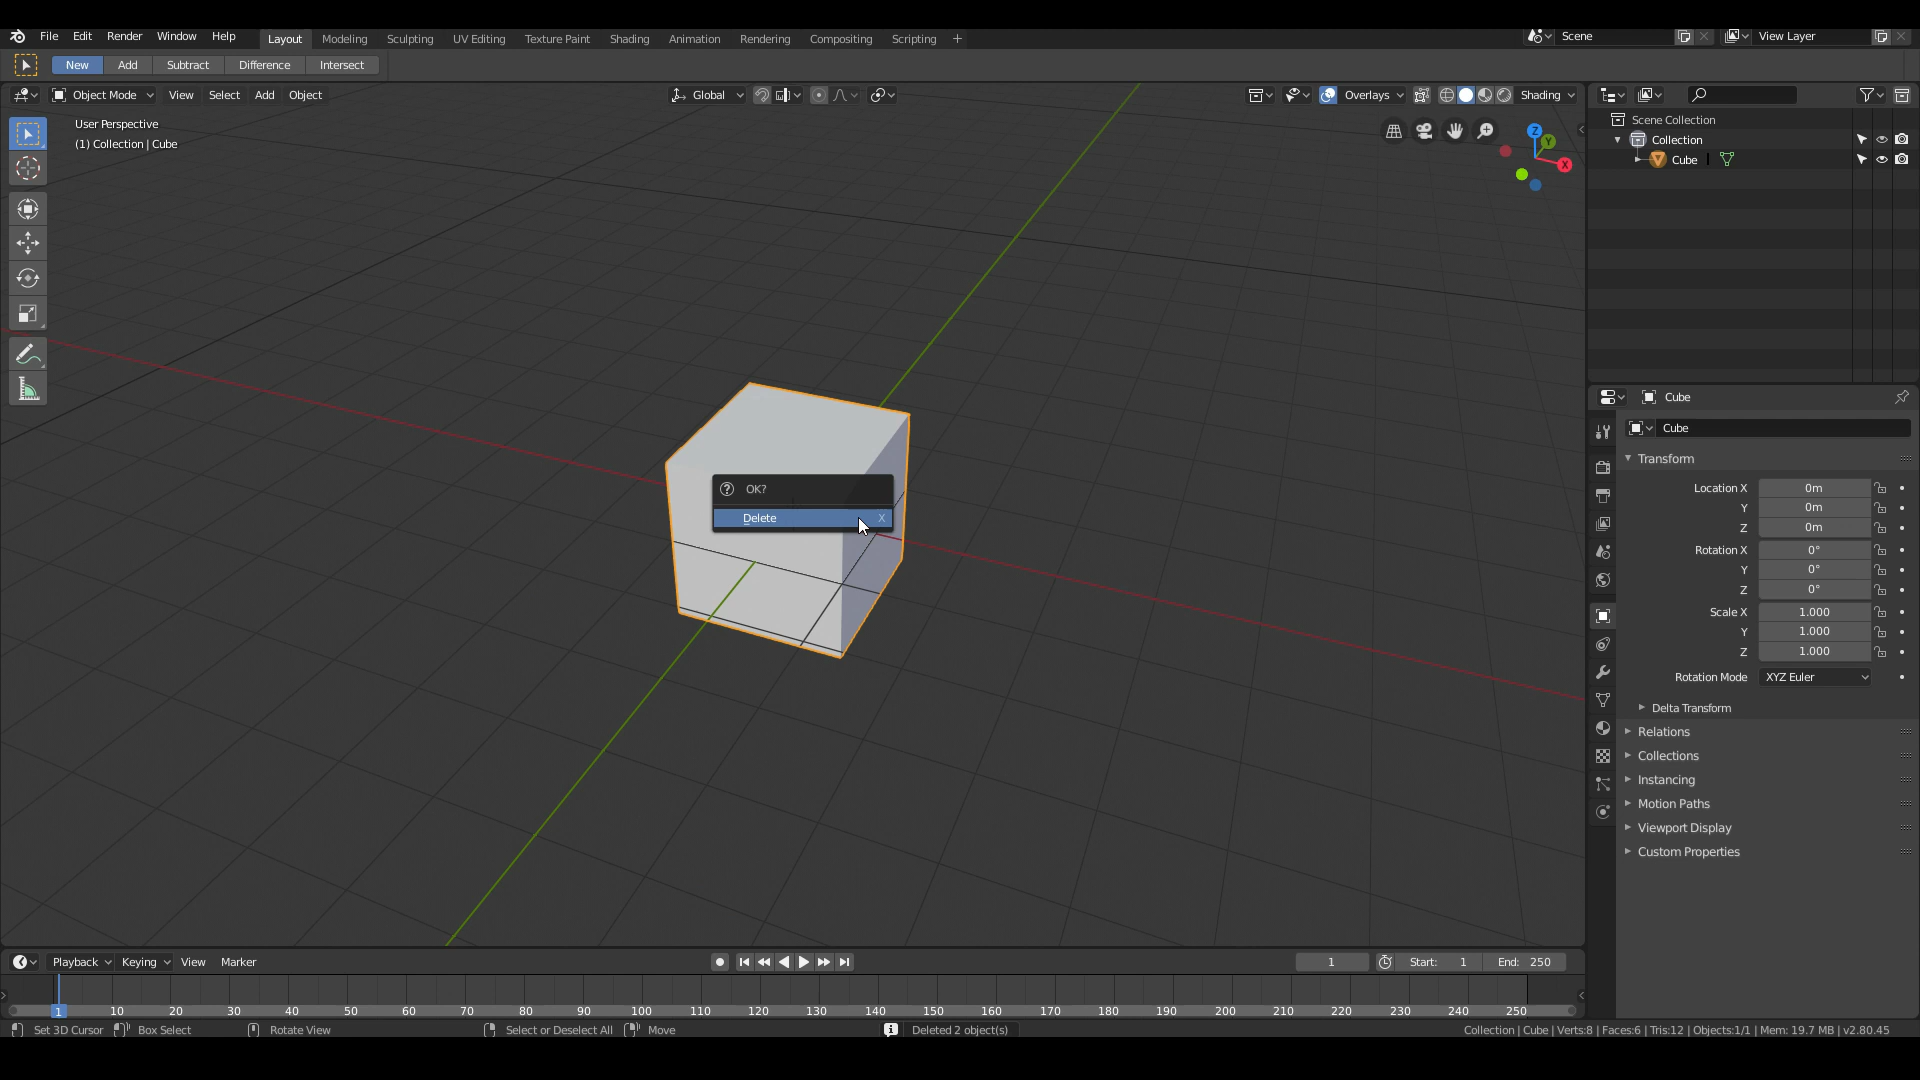 File Edit Render Window Help Layout Modeling Sculpting UV Editing Texture Paint Shading Animation Rendering Compositing Scripting + Scene View Layer
New Add Subtract Difference Intersect
Object Mode View Select Add Object Global Overlays Shading
User Perspective
(1) Collection | Cube
Z
Y
X
Scene Collection
Collection
Cube
OK?
Delete X
Cube
Cube
Transform
Location X 0m
Y 0m
Z 0m
Rotation X 0°
Y 0°
Z 0°
Scale X 1.000
Y 1.000
Z 1.000
Rotation Mode XYZ Euler
Delta Transform
Relations
Collections
Instancing
Motion Paths
Viewport Display
Custom Properties
Playback Keying View Marker 1 Start: 1 End: 250
1 10 20 30 40 50 60 70 80 90 100 110 120 130 140 150 160 170 180 190 200 210 220 230 240 250
Set 3D Cursor Box Select Rotate View Select or Deselect All Move Deleted 2 object(s) Collection | Cube | Verts:8 | Faces:6 | Tris:12 | Objects:1/1 | Mem: 19.7 MB | v2.80.45